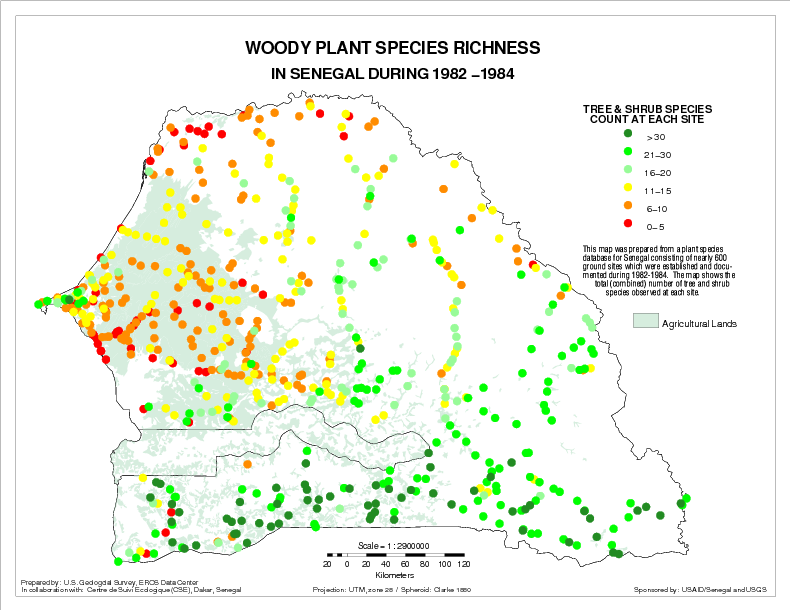 WOODY PLANT SPECIES RICHNESS
IN SENEGAL DURING 1982 –1984
TREE & SHRUB SPECIES
COUNT AT EACH SITE
>30
21–30
16–20
11–15
6–10
0–5
This map was prepared from a plant species
database for Senegal consisting of nearly 600
ground sites which were established and docu-
mented during 1982-1984. The map shows the
total (combined) number of tree and shrub
species observed at each site.
Agricultural Lands
Scale = 1 : 2900000
20 0 20 40 60 80 100 120
Kilometers
Prepared by: U.S. Geological Survey, EROS Data Center
In collaboration with: Centre de Suivi Ecologique (CSE), Dakar, Senegal
Projection: UTM, zone 28 / Spheroid: Clarke 1880
Sponsored by: USAID/Senegal and USGS